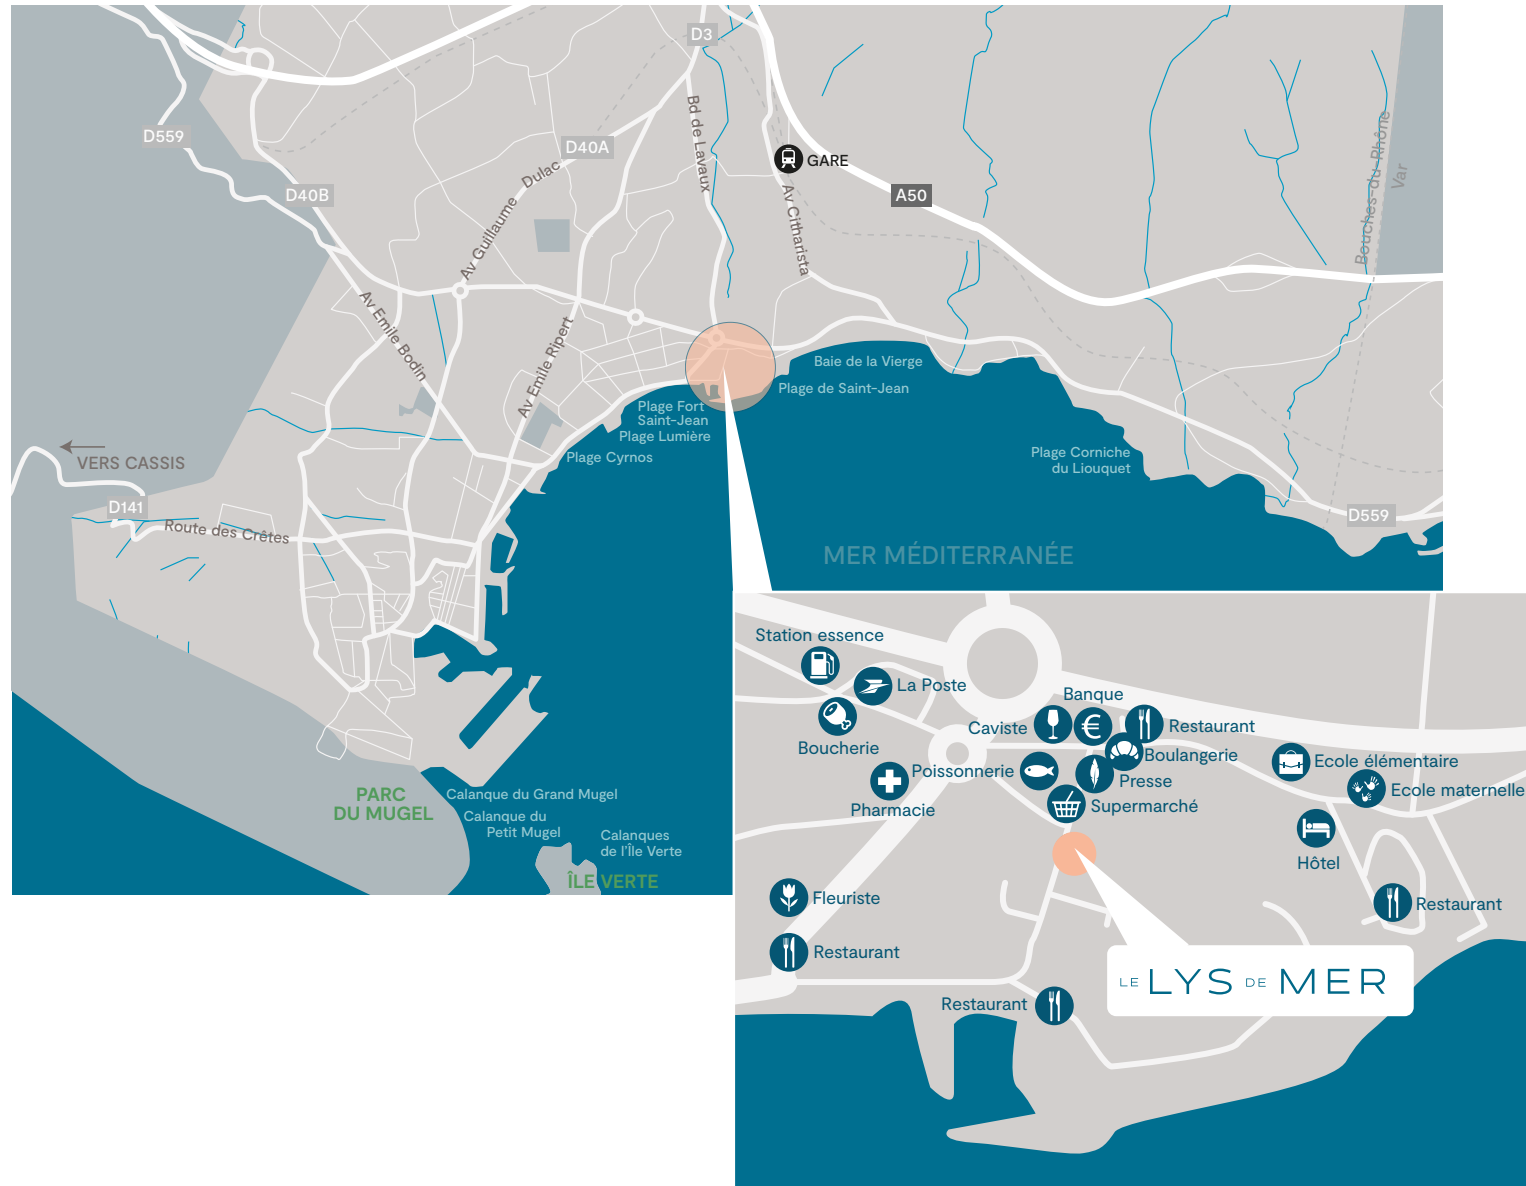 D3
D559
D40A
D40B
Bd de Lavaux
GARE
A50
Av Guillaume Dulac
Av Citharista
Bouches-du-Rhône
Var
Av Emile Bodin
Av Emile Ripert
Baie de la Vierge
Plage de Saint-Jean
Plage Fort
Saint-Jean
Plage Lumière
Plage Cyrnos
Plage Corniche
du Liouquet
VERS CASSIS
D141
Route des Crêtes
D559
MER MÉDITERRANÉE
PARC
DU MUGEL
Calanque du Grand Mugel
Calanque du
Petit Mugel
Calanques
de l'Île Verte
ÎLE VERTE
Station essence
La Poste
Boucherie
Pharmacie
Banque
Caviste
Restaurant
Boulangerie
Poissonnerie
Presse
Supermarché
Ecole élémentaire
Ecole maternelle
Hôtel
Restaurant
Fleuriste
Restaurant
Restaurant
LE LYS DE MER